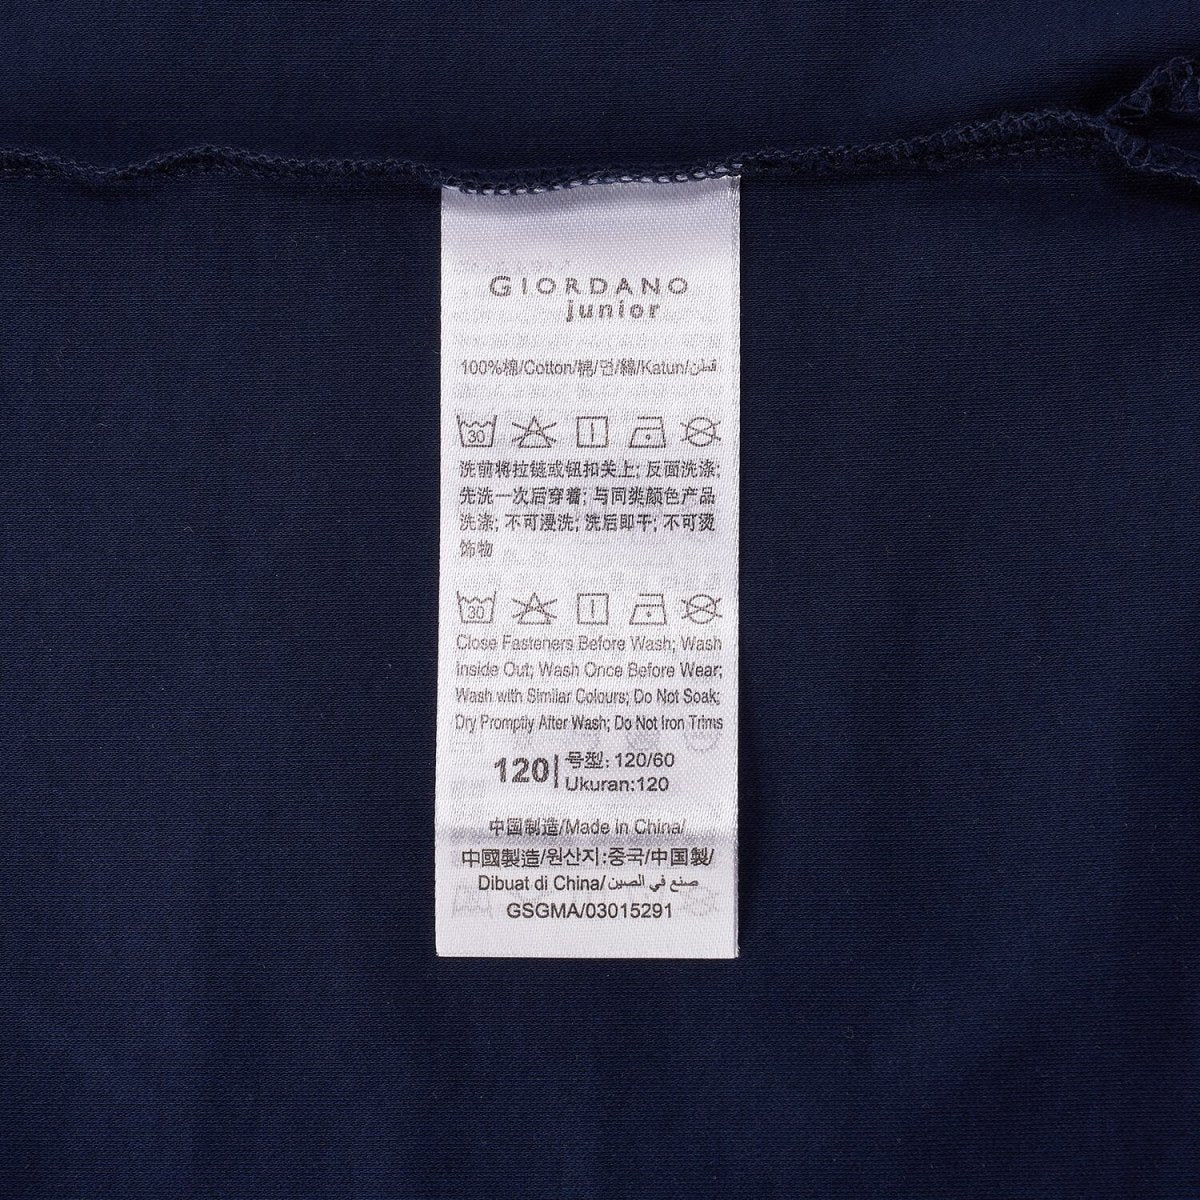 GIORDANO
junior
100%棉/Cotton/棉/면/綿/Katun/قطن
30
洗前将拉链或钮扣关上; 反面洗涤;
先洗一次后穿着; 与同类颜色产品
洗涤; 不可浸洗; 洗后即干; 不可烫
饰物
30
Close Fasteners Before Wash; Wash
Inside Out; Wash Once Before Wear;
Wash with Similar Colours; Do Not Soak;
Dry Promptly After Wash; Do Not Iron Trims
120 号型: 120/60
Ukuran:120
中国制造/Made in China/
中國製造/원산지:중국/中国製/
Dibuat di China/صنع في الصين
GSGMA/03015291